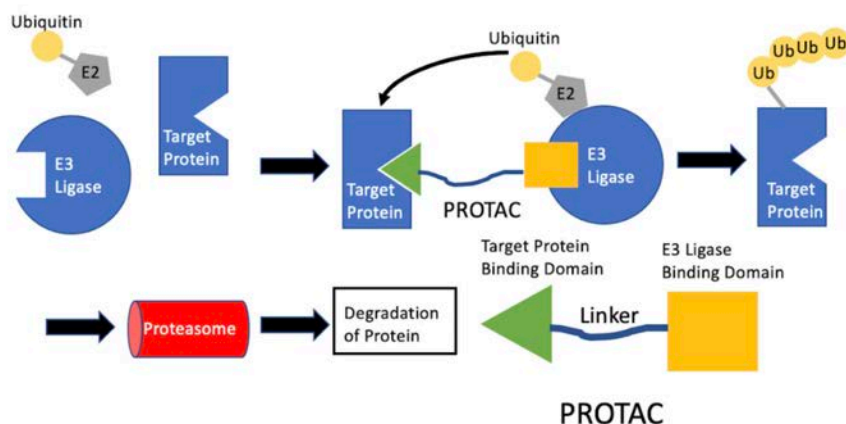 Ubiquitin
E2
E3
Ligase
Target
Protein
Ubiquitin
E2
Target
Protein
PROTAC
E3
Ligase
Ub
Ub
Ub
Ub
Target
Protein
Proteasome
Degradation
of Protein
Target Protein
Binding Domain
Linker
E3 Ligase
Binding Domain
PROTAC